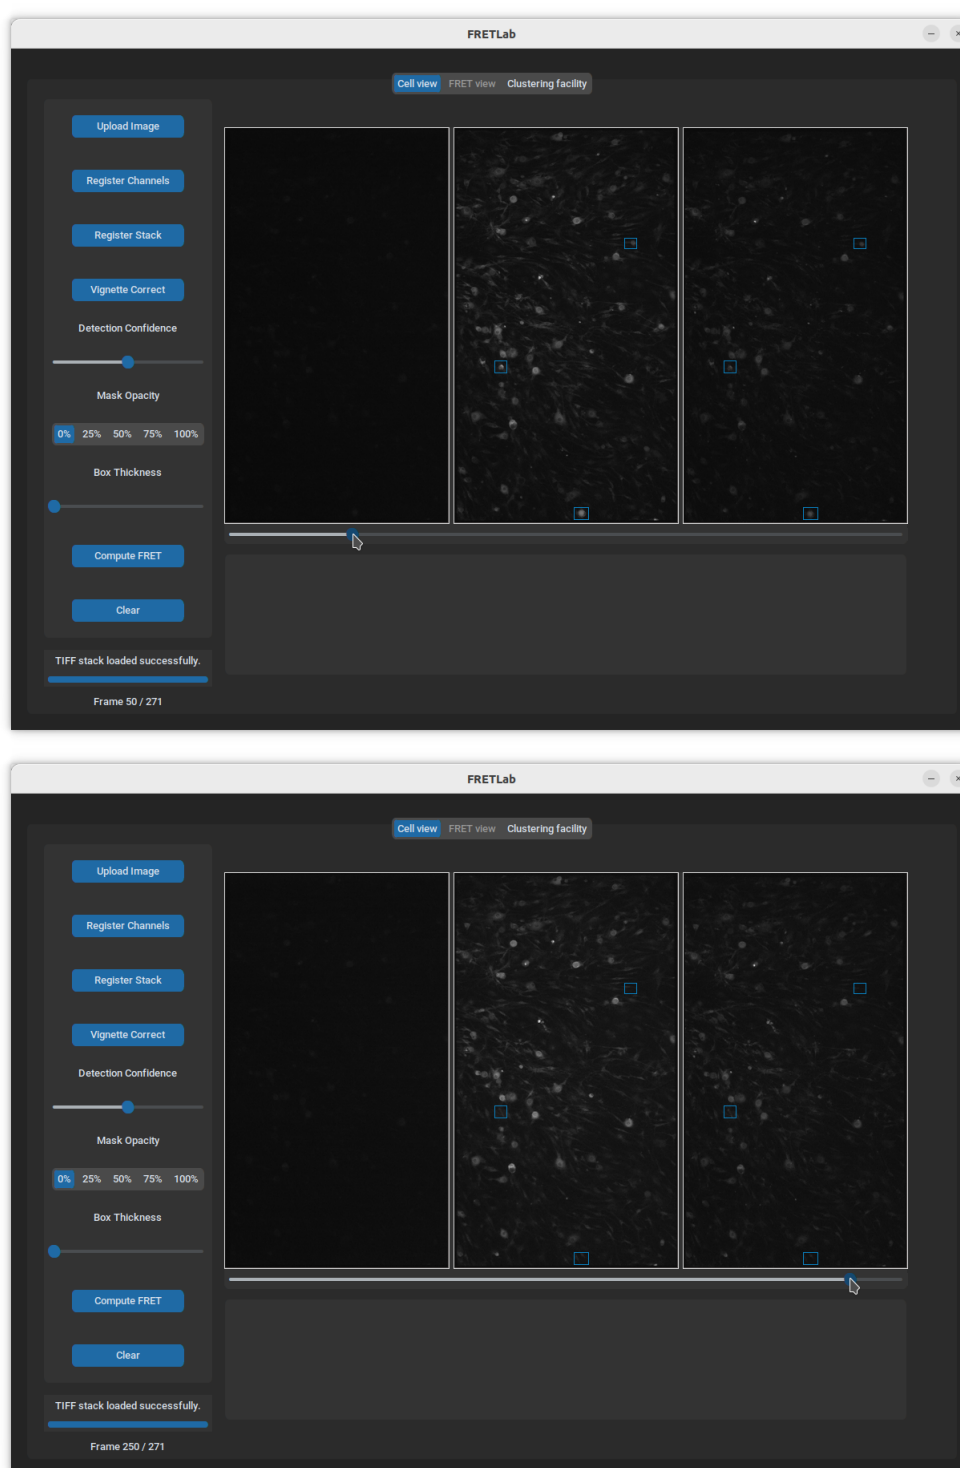 FRETLab
Cell view FRET view Clustering facility
Upload Image
Register Channels
Register Stack
Vignette Correct
Detection Confidence
Mask Opacity
0% 25% 50% 75% 100%
Box Thickness
Compute FRET
Clear
TIFF stack loaded successfully.
Frame 50 / 271
FRETLab
Cell view FRET view Clustering facility
Upload Image
Register Channels
Register Stack
Vignette Correct
Detection Confidence
Mask Opacity
0% 25% 50% 75% 100%
Box Thickness
Compute FRET
Clear
TIFF stack loaded successfully.
Frame 250 / 271